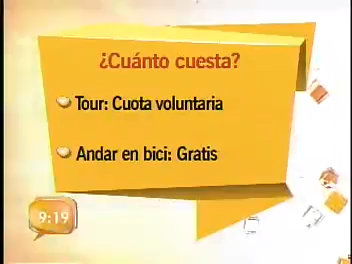 ¿Cuánto cuesta?
Tour: Cuota voluntaria
Andar en bici: Gratis
9:19